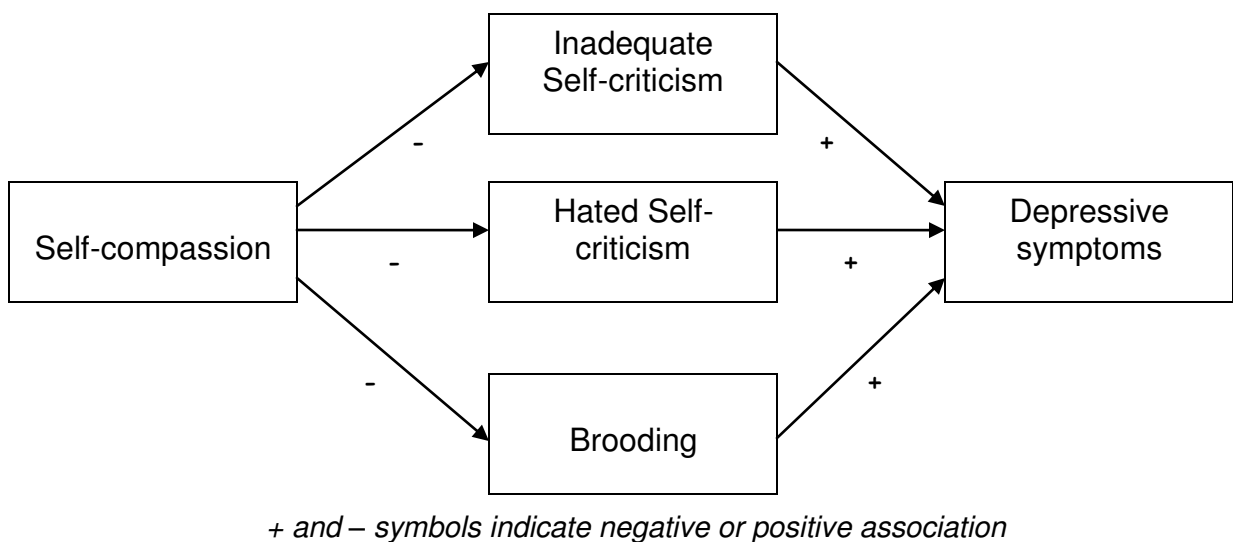 Inadequate
Self-criticism
-
+
Self-compassion
Hated Self-
criticism
Depressive
symptoms
-
+
-
+
Brooding
+ and – symbols indicate negative or positive association